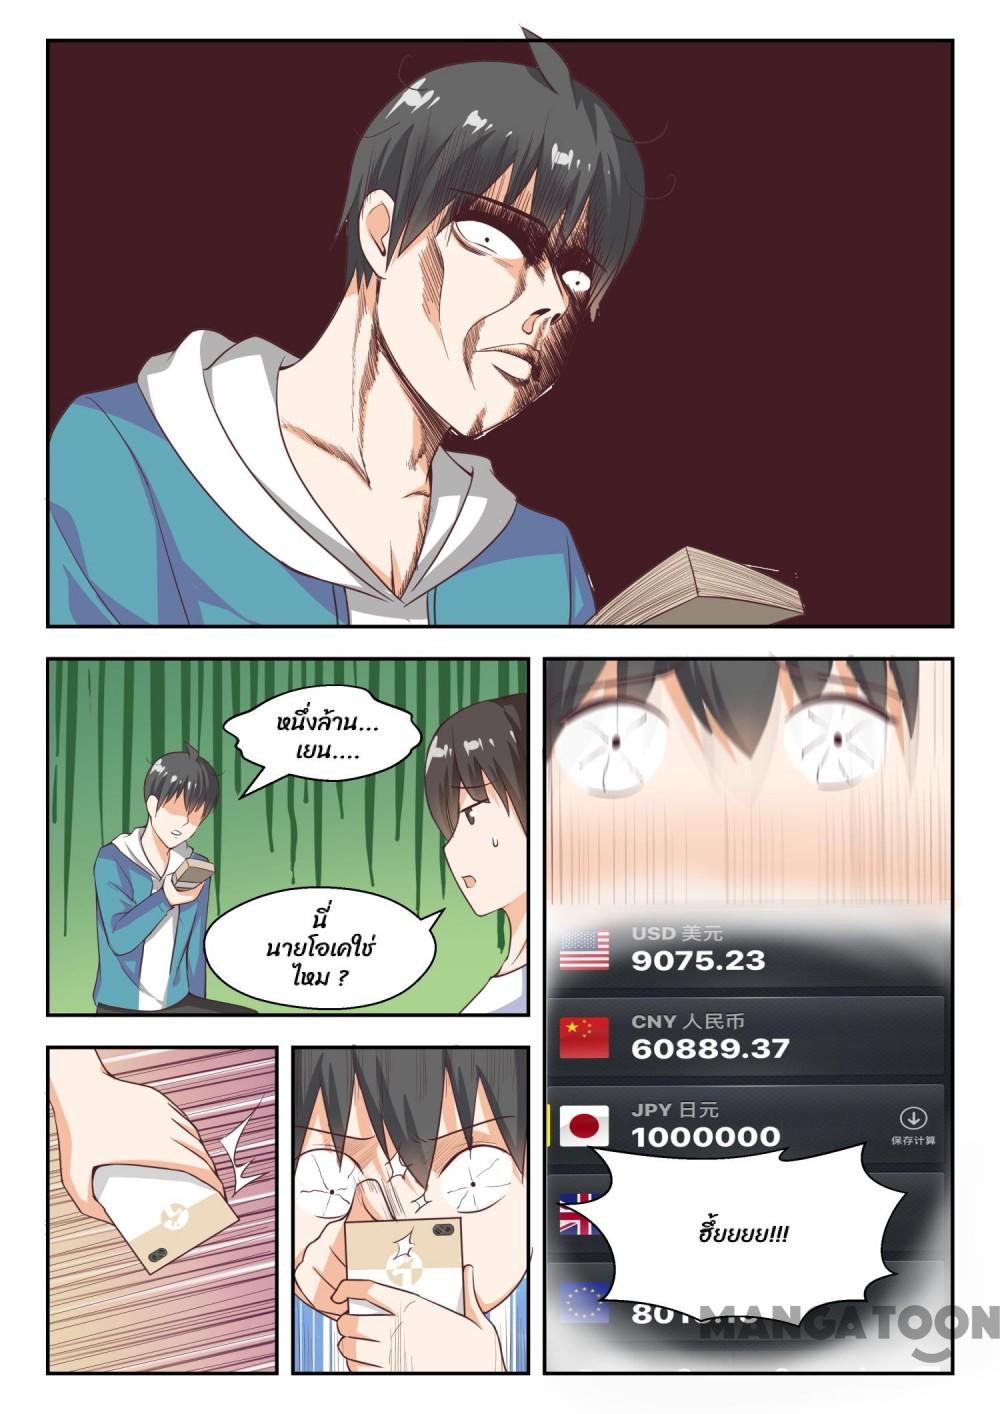 หนึ่งล้าน...
เยน....
นี่
นายโอเคใช่
ไหม ?
USD 美元
9075.23
CNY 人民币
60889.37
JPY 日元
1000000
保存计算
ฮึ้ยยยย!!!
MANGATOON